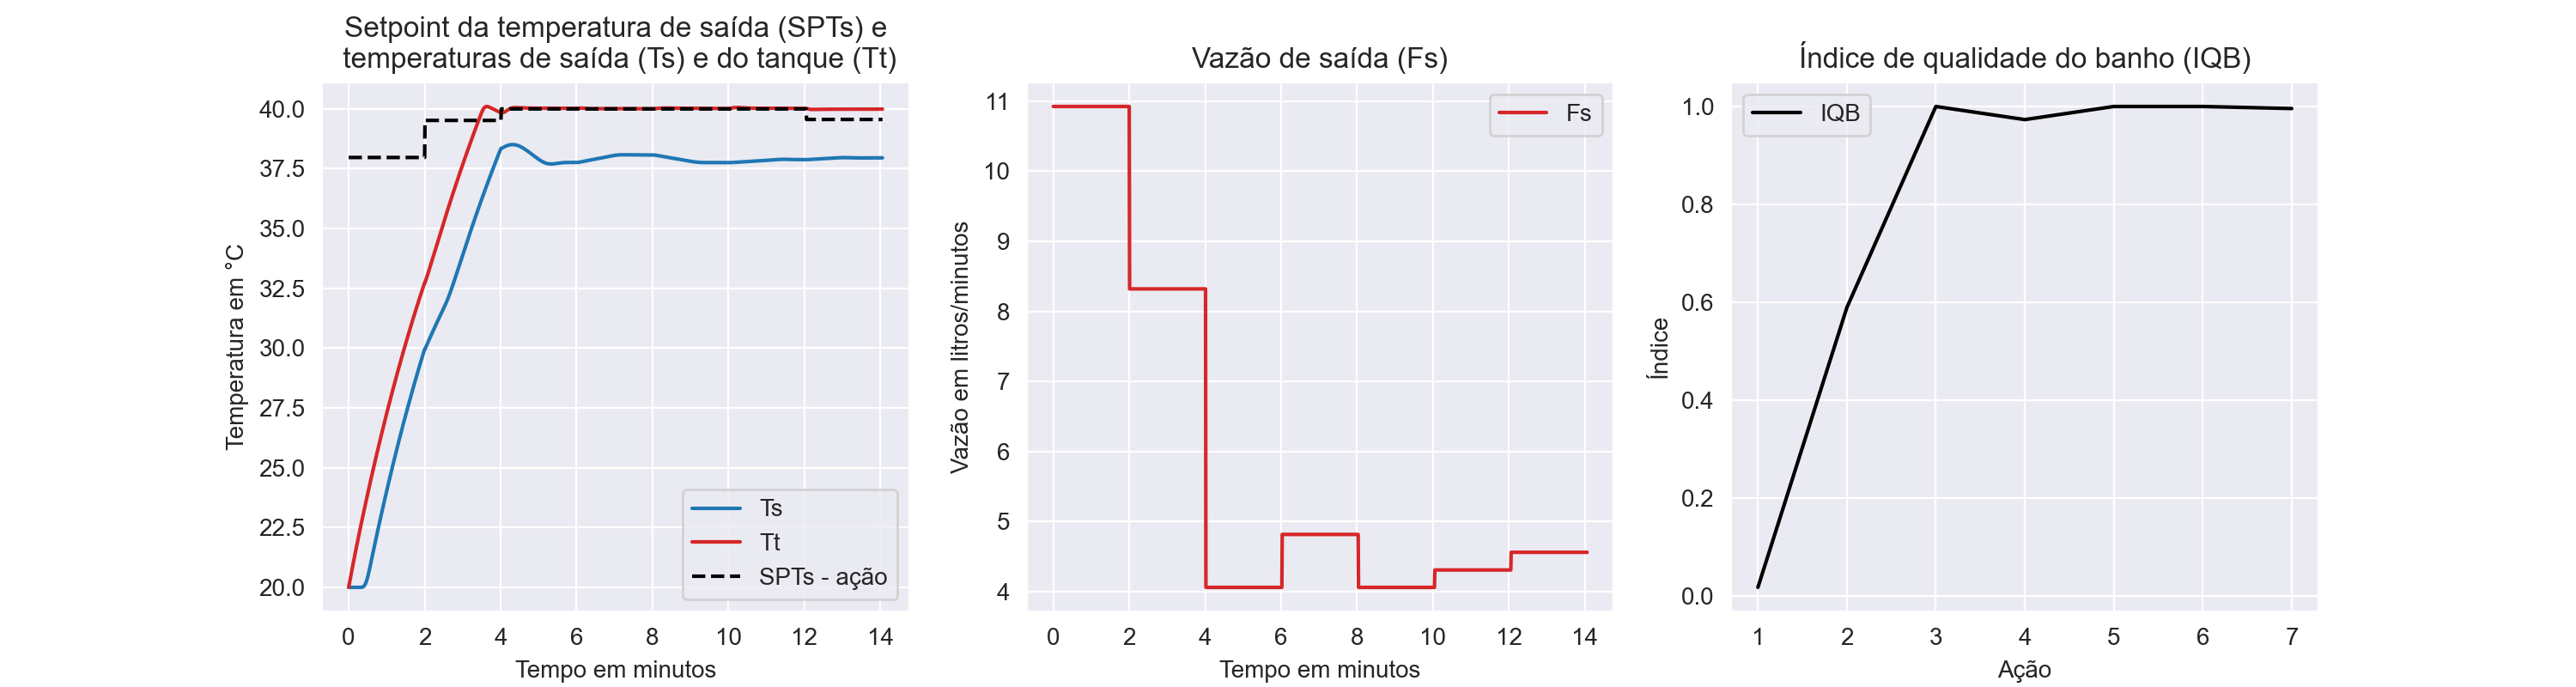 Setpoint da temperatura de saída (SPTs) e
temperaturas de saída (Ts) e do tanque (Tt)
40.0
37.5
35.0
32.5
30.0
27.5
25.0
22.5
20.0
Temperatura em °C
Ts
Tt
SPTs - ação
0 2 4 6 8 10 12 14
Tempo em minutos
Vazão de saída (Fs)
11
10
9
8
7
6
5
4
Vazão em litros/minutos
Fs
0 2 4 6 8 10 12 14
Tempo em minutos
Índice de qualidade do banho (IQB)
1.0
0.8
0.6
0.4
0.2
0.0
Índice
IQB
1 2 3 4 5 6 7
Ação